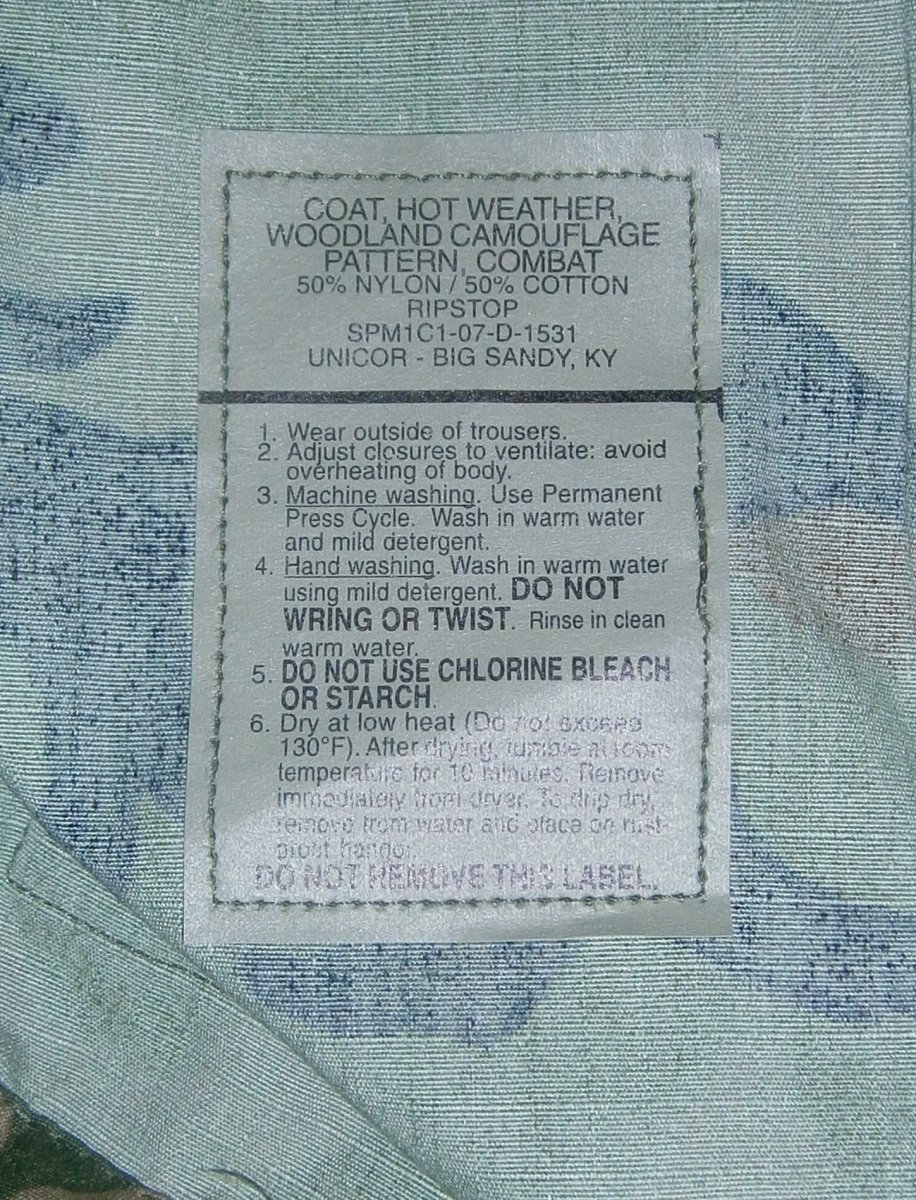 COAT, HOT WEATHER,
WOODLAND CAMOUFLAGE
PATTERN, COMBAT
50% NYLON / 50% COTTON
RIPSTOP
SPM1C1-07-D-1531
UNICOR - BIG SANDY, KY
1. Wear outside of trousers.
2. Adjust closures to ventilate: avoid
overheating of body.
3. Machine washing. Use Permanent
Press Cycle. Wash in warm water
and mild detergent.
4. Hand washing. Wash in warm water
using mild detergent. DO NOT
WRING OR TWIST. Rinse in clean
warm water.
5. DO NOT USE CHLORINE BLEACH
OR STARCH.
6. Dry at low heat (Do not exceed
130°F). After drying, tumble at room
temperature for 10 minutes. Remove
immediately from dryer. To drip dry,
remove from water and place on rust-
proof hanger.
DO NOT REMOVE THIS LABEL.